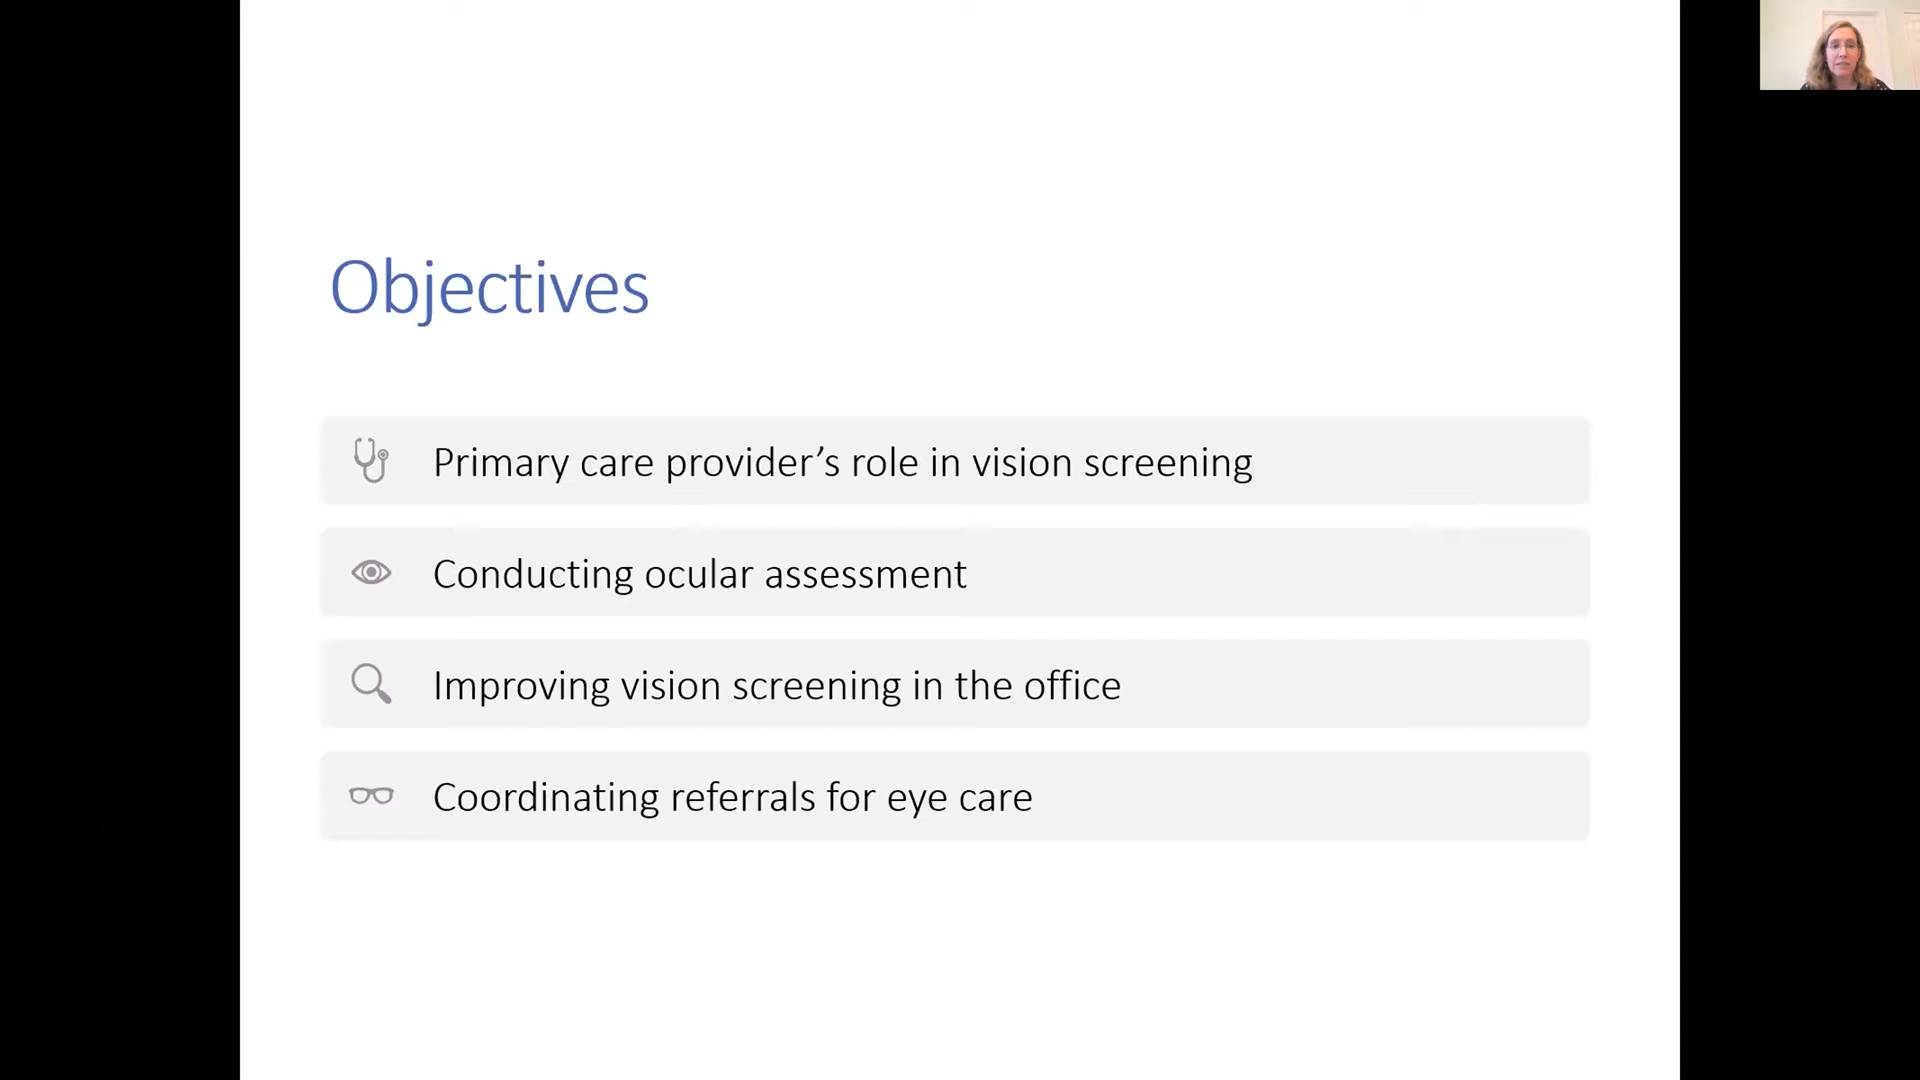 Objectives
Primary care provider’s role in vision screening
Conducting ocular assessment
Improving vision screening in the office
Coordinating referrals for eye care